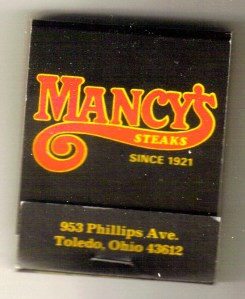 MANCY'S
STEAKS
SINCE 1921
953 Phillips Ave.
Toledo, Ohio 43612